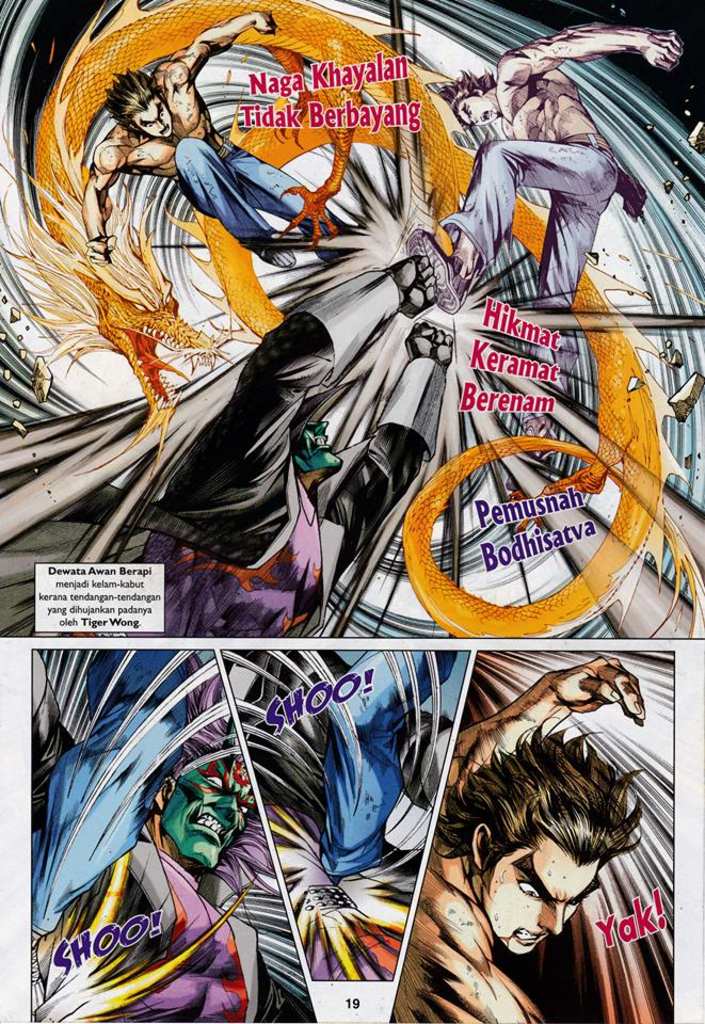 Naga Khayalan
Tidak Berbayang
Hikmat
Keramat
Berenam
Pemusnah
Bodhisatva
Dewata Awan Berapi
menjadi kelam-kabut
kerana tendangan-tendangan
yang dihujankan padanya
oleh Tiger Wong.
SHOO!
SHOO!
Yak!
19